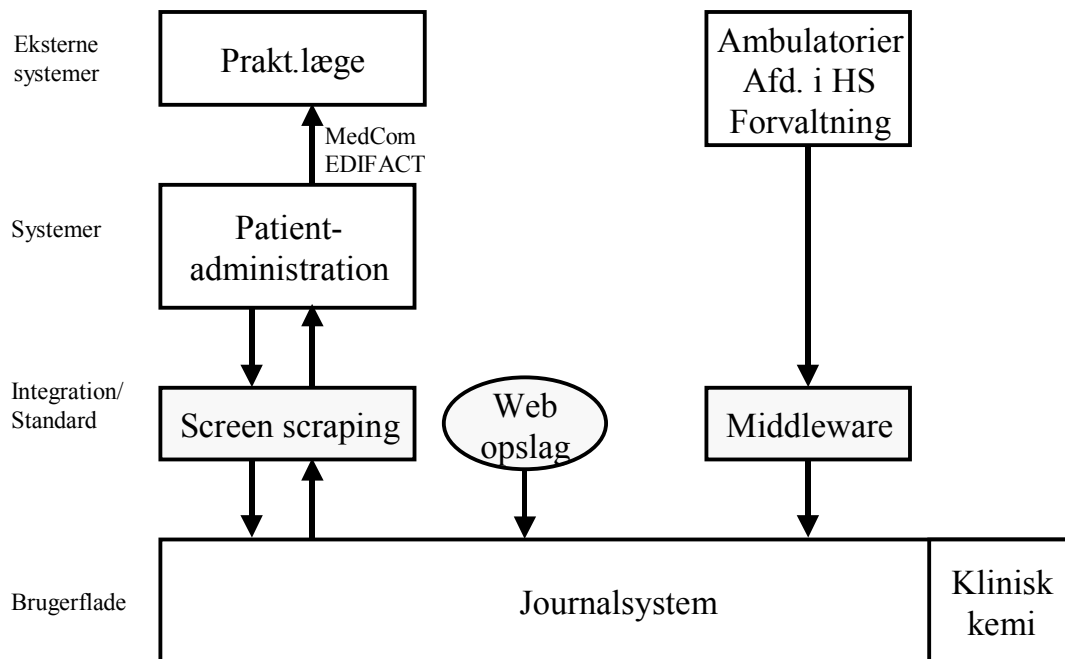 Eksterne
systemer
Prakt.læge
Ambulatorier
Afd. i HS
Forvaltning
MedCom
EDIFACT
Systemer
Patient-
administration
Integration/
Standard
Screen scraping
Web
opslag
Middleware
Brugerflade
Journalsystem
Klinisk
kemi